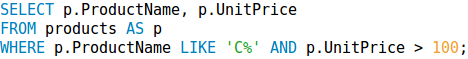 SELECT p.ProductName, p.UnitPrice
FROM products AS p
WHERE p.ProductName LIKE 'C%' AND p.UnitPrice > 100;